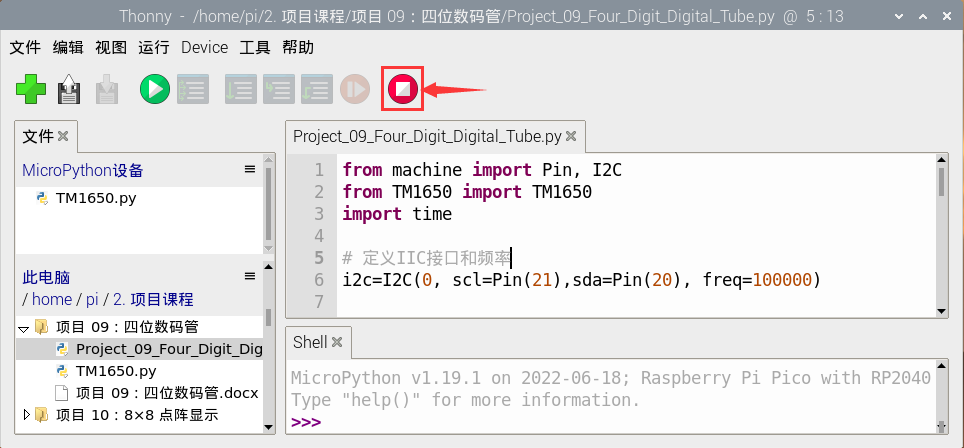 Thonny - /home/pi/2. 项目课程/项目 09：四位数码管/Project_09_Four_Digit_Digital_Tube.py @ 5 : 13
文件 编辑 视图 运行 Device 工具 帮助
文件
MicroPython设备
TM1650.py
此电脑
/ home / pi / 2. 项目课程
项目 09：四位数码管
Project_09_Four_Digit_Dig
TM1650.py
项目 09：四位数码管.docx
项目 10：8×8 点阵显示
Project_09_Four_Digit_Digital_Tube.py
1 from machine import Pin, I2C
2 from TM1650 import TM1650
3 import time
4
5 # 定义IIC接口和频率
6 i2c=I2C(0, scl=Pin(21),sda=Pin(20), freq=100000)
7
Shell
MicroPython v1.19.1 on 2022-06-18; Raspberry Pi Pico with RP2040
Type "help()" for more information.
>>>